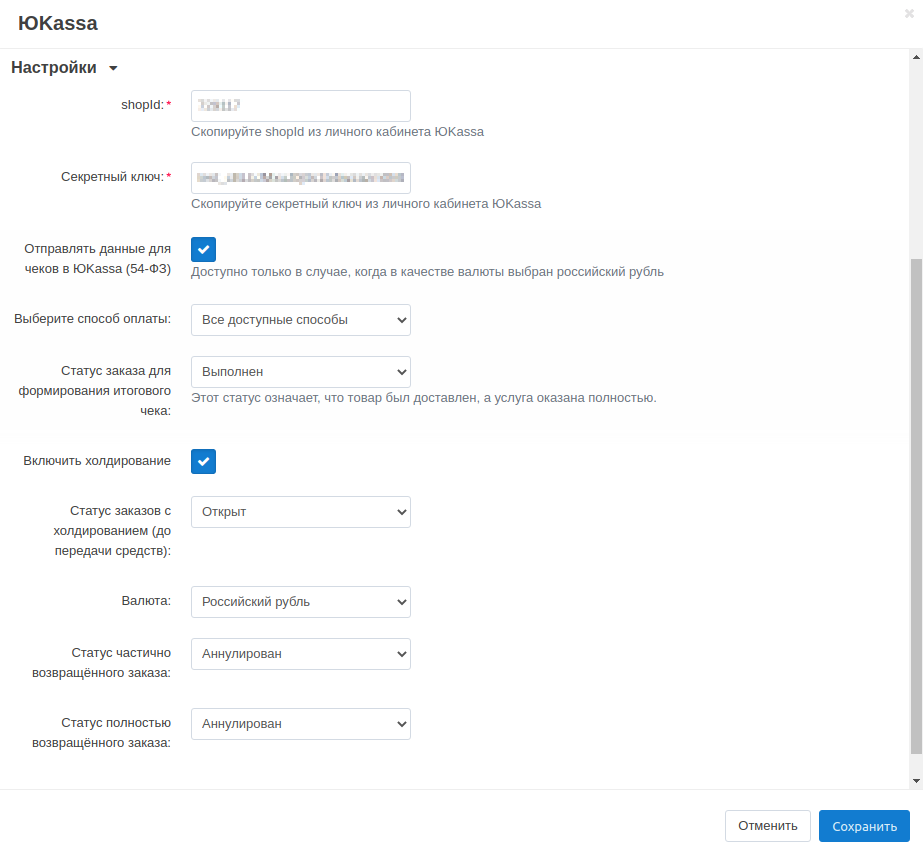 ЮKassa
Настройки
shopId:*
Скопируйте shopId из личного кабинета ЮKassa
Секретный ключ:*
Скопируйте секретный ключ из личного кабинета ЮKassa
Отправлять данные для
чеков в ЮKassa (54-ФЗ)
Доступно только в случае, когда в качестве валюты выбран российский рубль
Выберите способ оплаты:
Все доступные способы
Статус заказа для
формирования итогового
чека:
Выполнен
Этот статус означает, что товар был доставлен, а услуга оказана полностью.
Включить холдирование
Статус заказов с
холдированием (до
передачи средств):
Открыт
Валюта:
Российский рубль
Статус частично
возвращённого заказа:
Аннулирован
Статус полностью
возвращённого заказа:
Аннулирован
Отменить
Сохранить